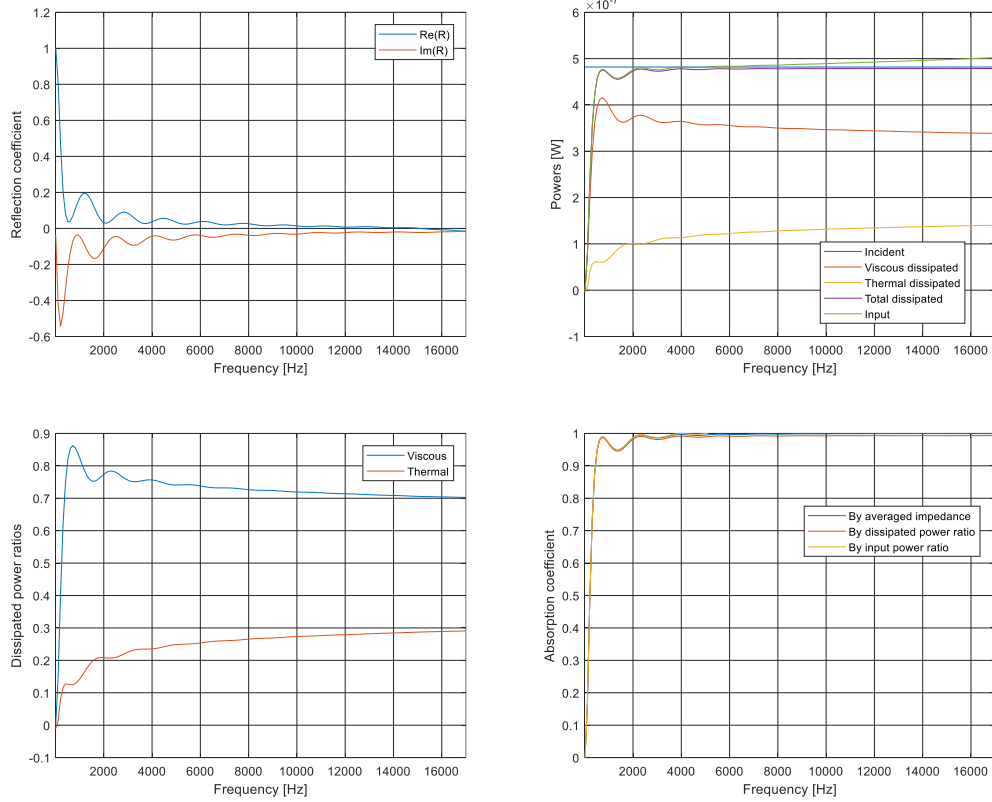 1.2
1
0.8
0.6
0.4
0.2
0
-0.2
-0.4
-0.6
Reflection coefficient
Re(R)
Im(R)
2000 4000 6000 8000 10000 12000 14000 16000
Frequency [Hz]
6
5
4
3
2
1
0
-1
Powers [W]
Incident
Viscous dissipated
Thermal dissipated
Total dissipated
Input
2000 4000 6000 8000 10000 12000 14000 16000
Frequency [Hz]
0.9
0.8
0.7
0.6
0.5
0.4
0.3
0.2
0.1
0
-0.1
Dissipated power ratios
Viscous
Thermal
2000 4000 6000 8000 10000 12000 14000 16000
Frequency [Hz]
1
0.9
0.8
0.7
0.6
0.5
0.4
0.3
0.2
0.1
0
Absorption coefficient
By averaged impedance
By dissipated power ratio
By input power ratio
2000 4000 6000 8000 10000 12000 14000 16000
Frequency [Hz]